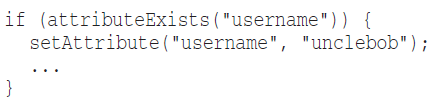 if (attributeExists("username")) {
  setAttribute("username", "unclebob");
  ...
}